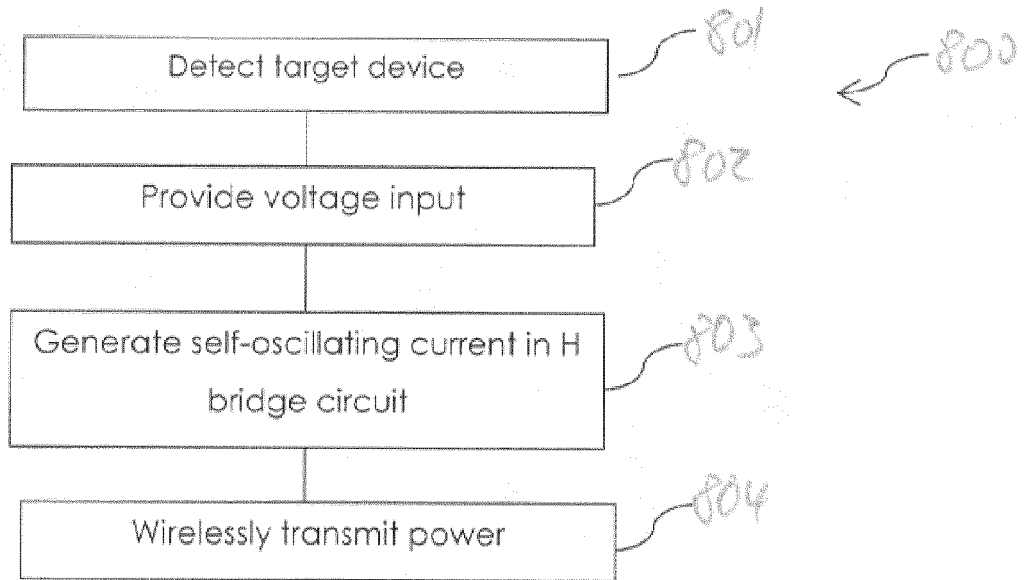 Detect target device
801
800
Provide voltage input
802
Generate self-oscillating current in H
bridge circuit
803
Wirelessly transmit power
804